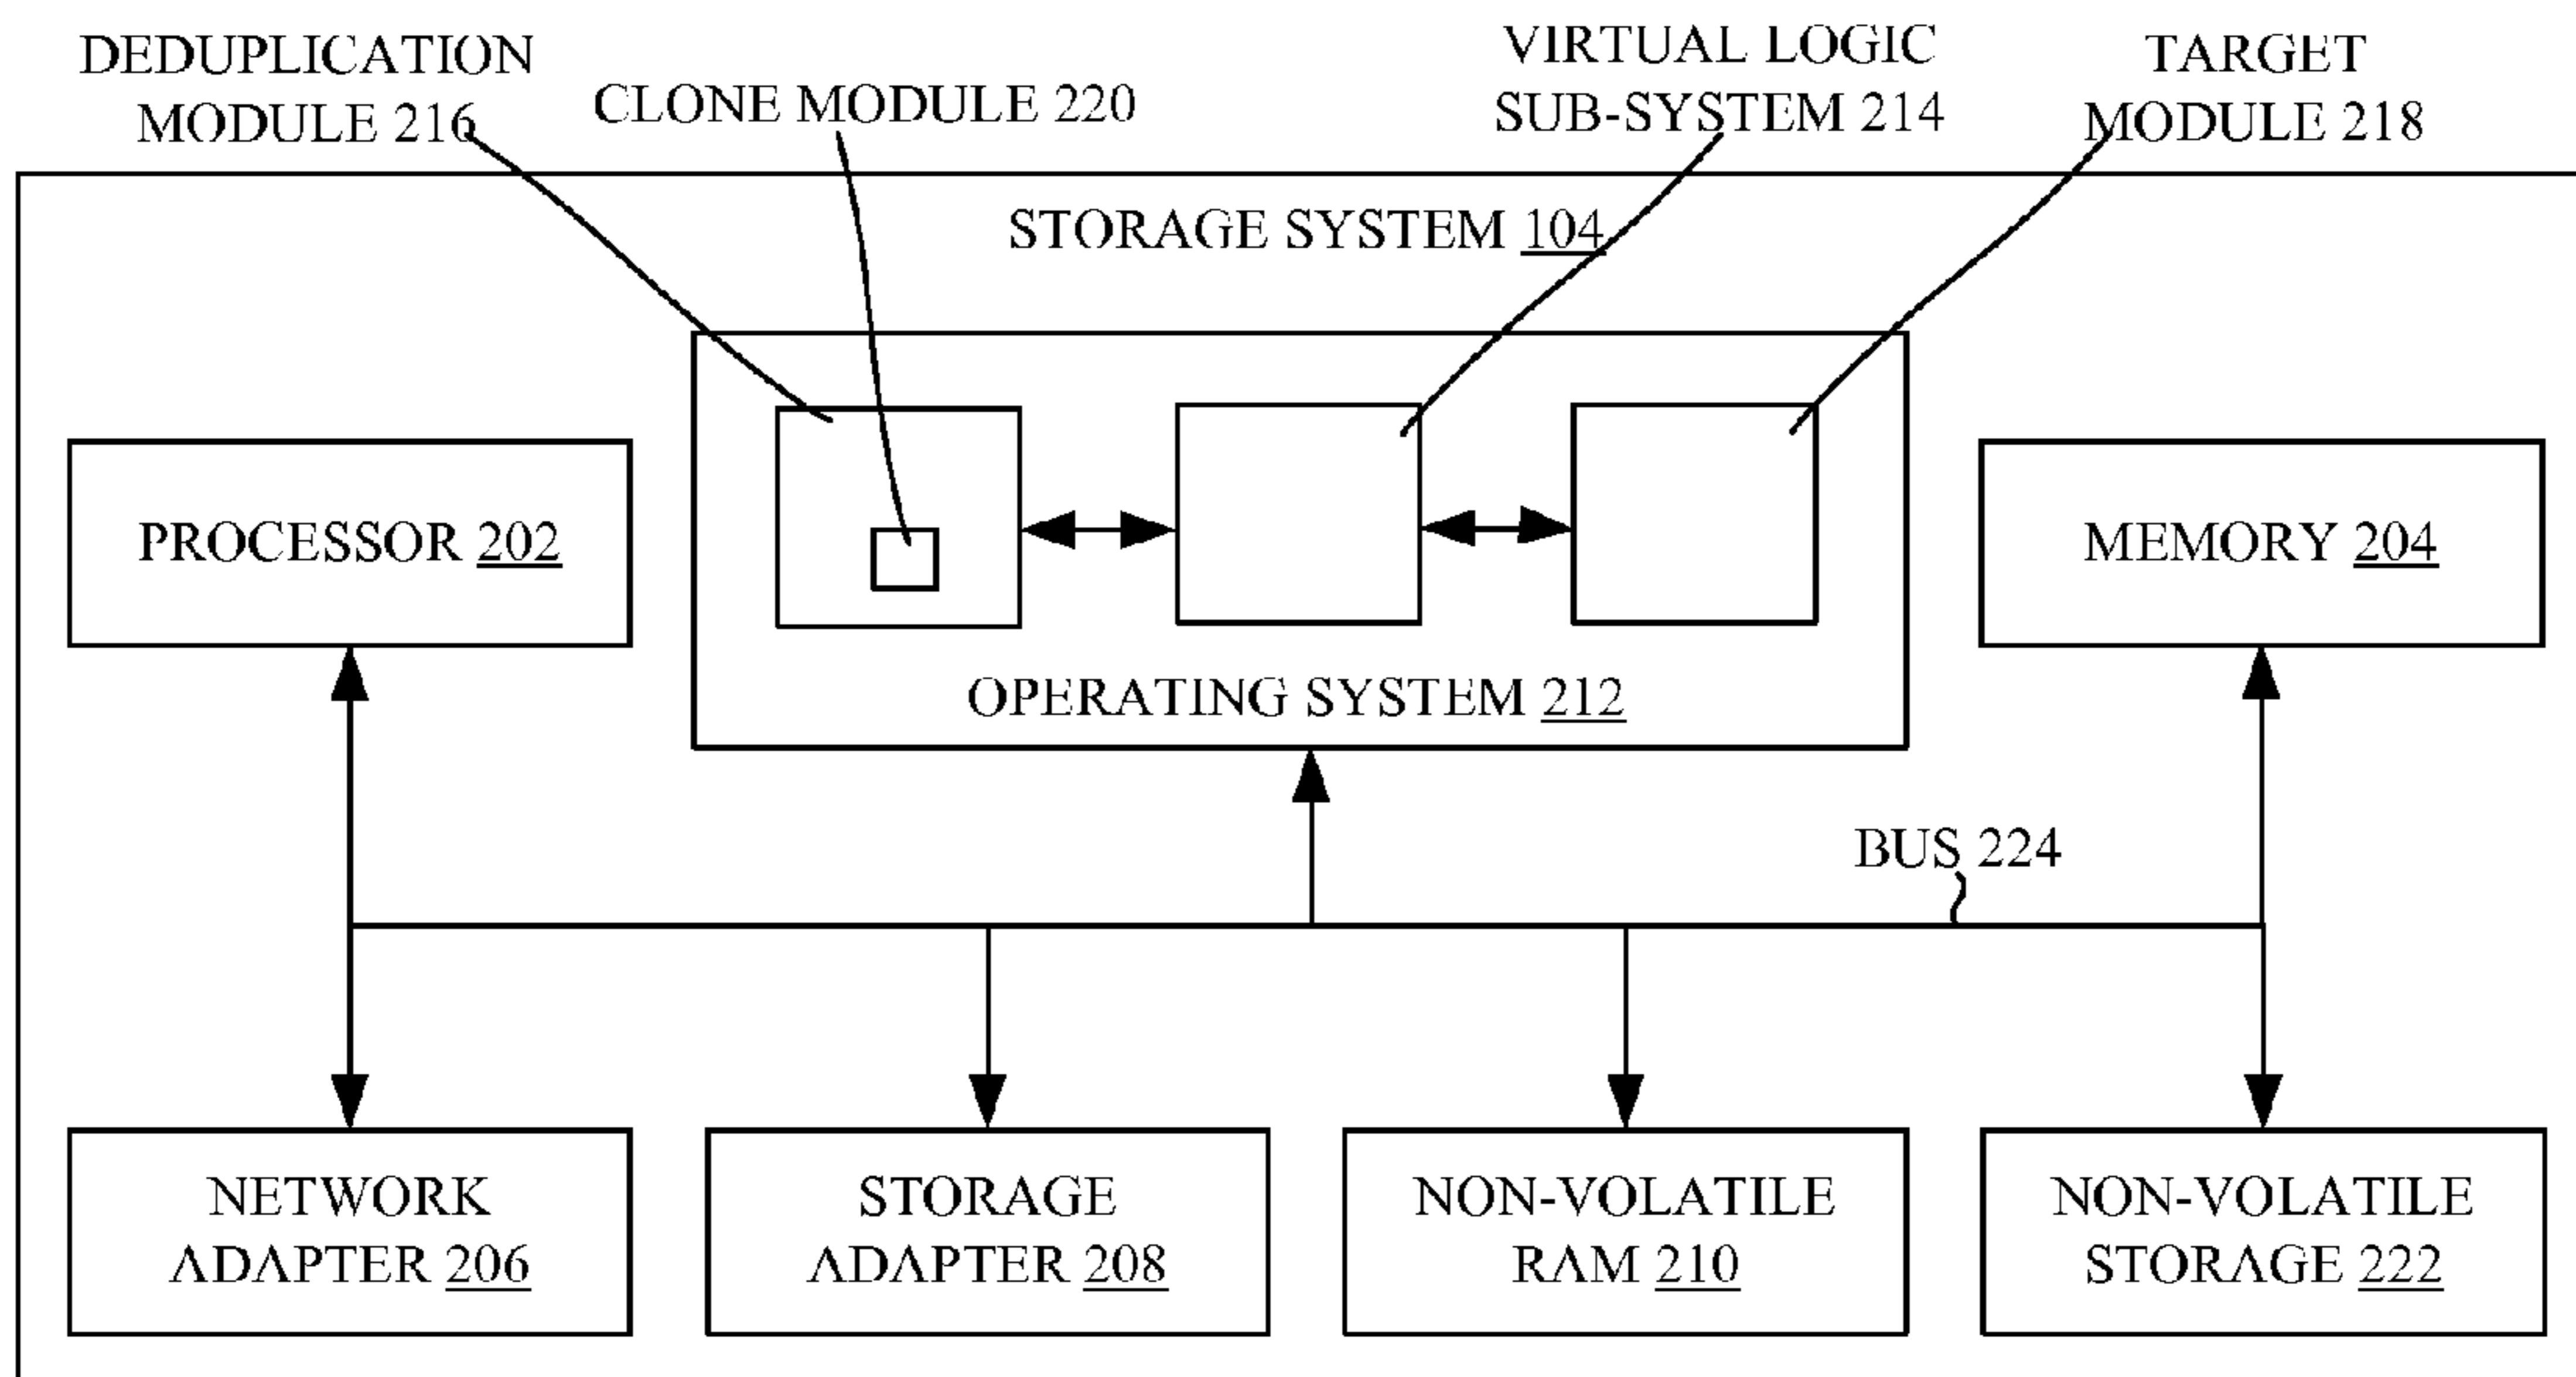 DEDUPLICATION
MODULE 216
CLONE MODULE 220
VIRTUAL LOGIC
SUB-SYSTEM 214
TARGET
MODULE 218
STORAGE SYSTEM 104
PROCESSOR 202
MEMORY 204
OPERATING SYSTEM 212
BUS 224
NETWORK
ADAPTER 206
STORAGE
ADAPTER 208
NON-VOLATILE
RAM 210
NON-VOLATILE
STORAGE 222